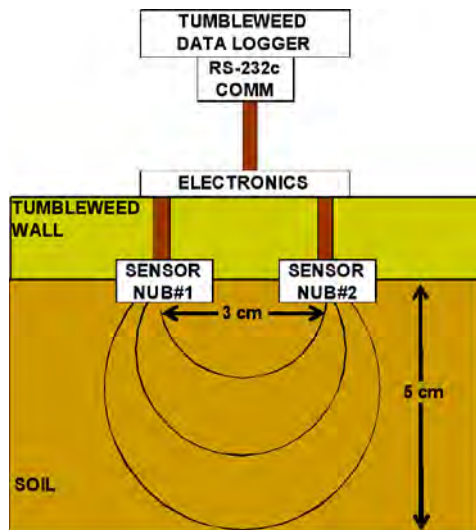 TUMBLEWEED
DATA LOGGER
RS-232c
COMM
ELECTRONICS
TUMBLEWEED
WALL
SENSOR
NUB#1
SENSOR
NUB#2
3 cm
5 cm
SOIL